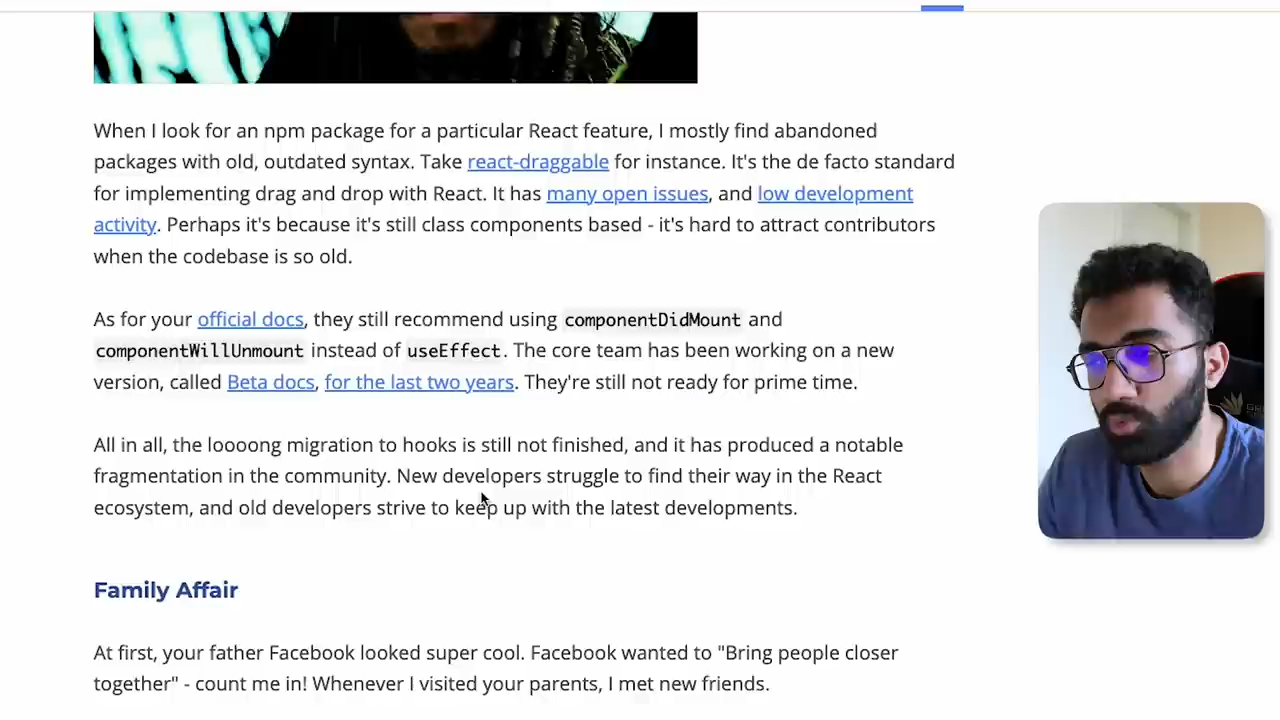 When I look for an npm package for a particular React feature, I mostly find abandoned
packages with old, outdated syntax. Take react-draggable for instance. It's the de facto standard
for implementing drag and drop with React. It has many open issues, and low development
activity. Perhaps it's because it's still class components based - it's hard to attract contributors
when the codebase is so old.
As for your official docs, they still recommend using componentDidMount and
componentWillUnmount instead of useEffect. The core team has been working on a new
version, called Beta docs, for the last two years. They're still not ready for prime time.
All in all, the loooong migration to hooks is still not finished, and it has produced a notable
fragmentation in the community. New developers struggle to find their way in the React
ecosystem, and old developers strive to keep up with the latest developments.
Family Affair
At first, your father Facebook looked super cool. Facebook wanted to "Bring people closer
together" - count me in! Whenever I visited your parents, I met new friends.